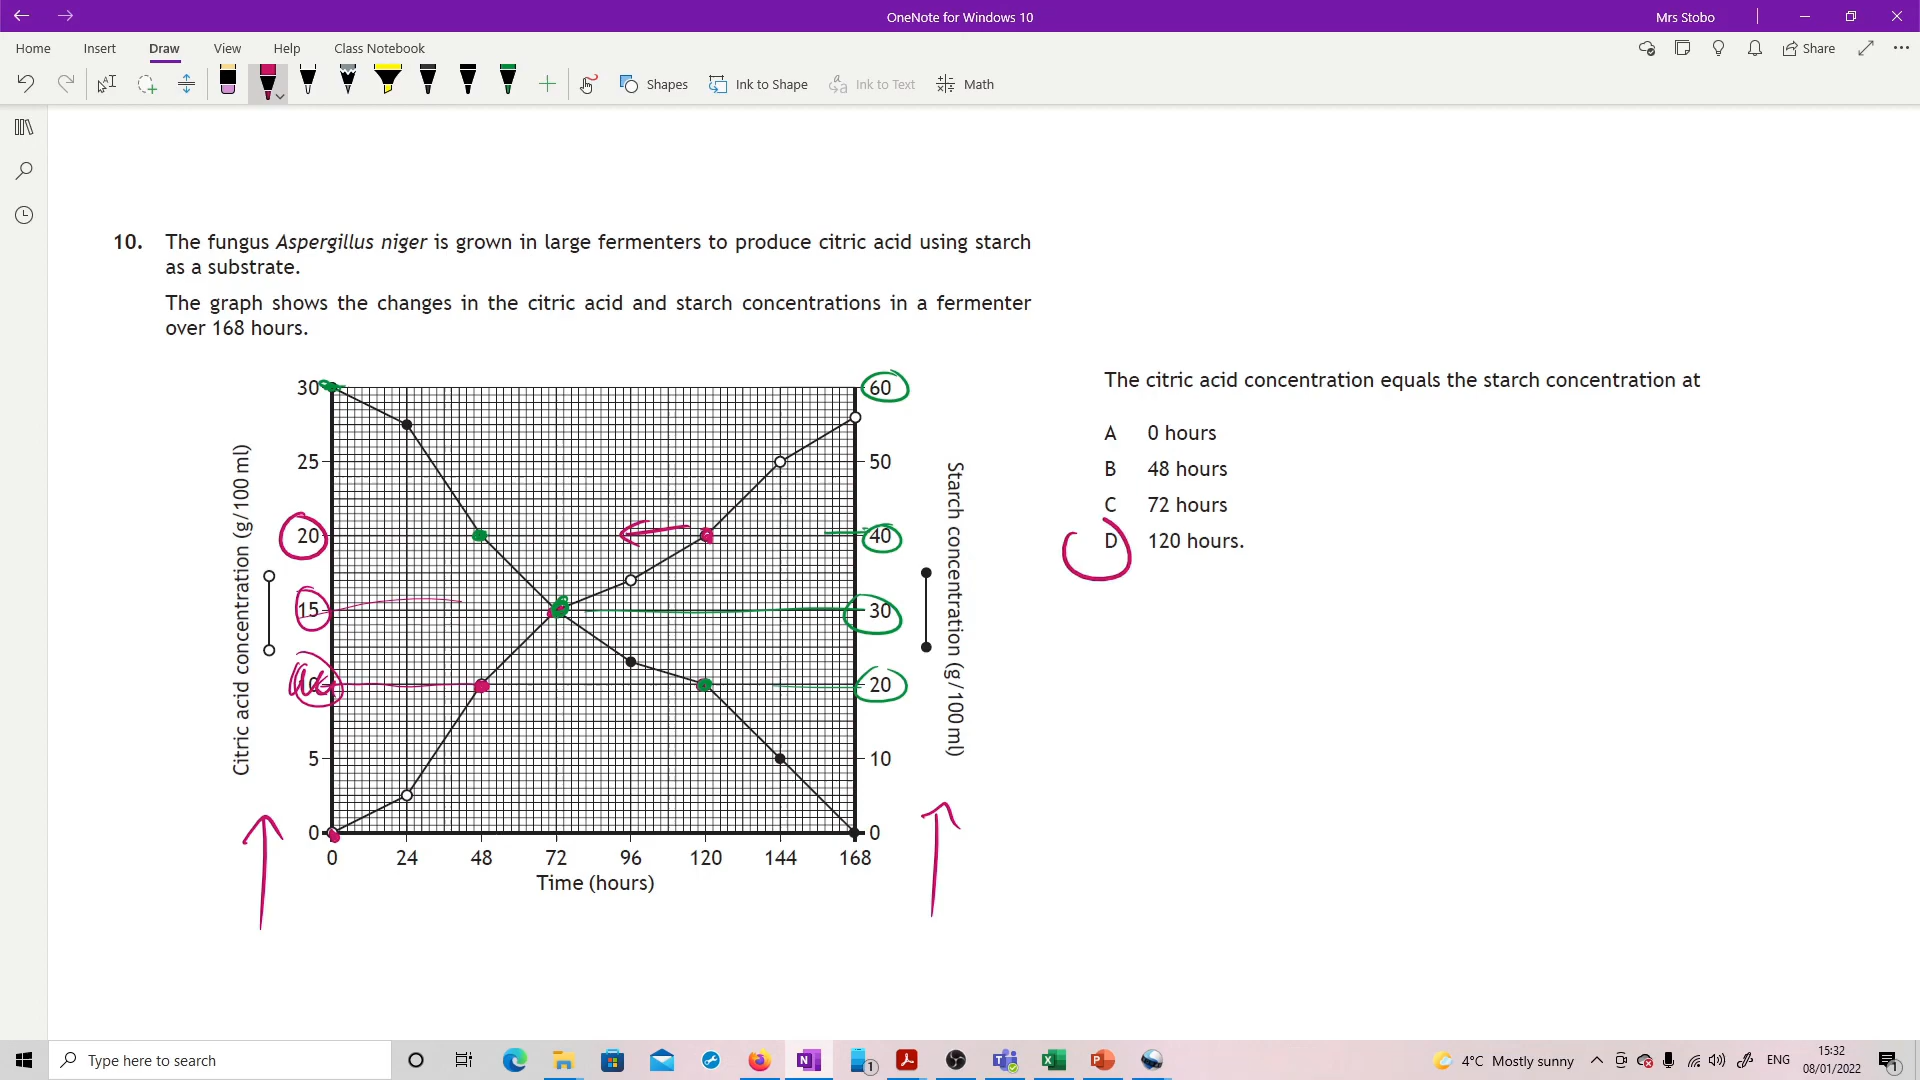 OneNote for Windows 10
Mrs Stobo
Home Insert Draw View Help Class Notebook
Share
Shapes Ink to Shape Ink to Text Math
10. The fungus Aspergillus niger is grown in large fermenters to produce citric acid using starch
as a substrate.
The graph shows the changes in the citric acid and starch concentrations in a fermenter
over 168 hours.
The citric acid concentration equals the starch concentration at
A 0 hours
B 48 hours
C 72 hours
D 120 hours.
Citric acid concentration (g/100 ml)
30
25
20
15
5
0
60
50
40
30
20
10
0
Starch concentration (g/100 ml)
0 24 48 72 96 120 144 168
Time (hours)
Type here to search
1
4°C Mostly sunny
ENG
15:32
08/01/2022
1